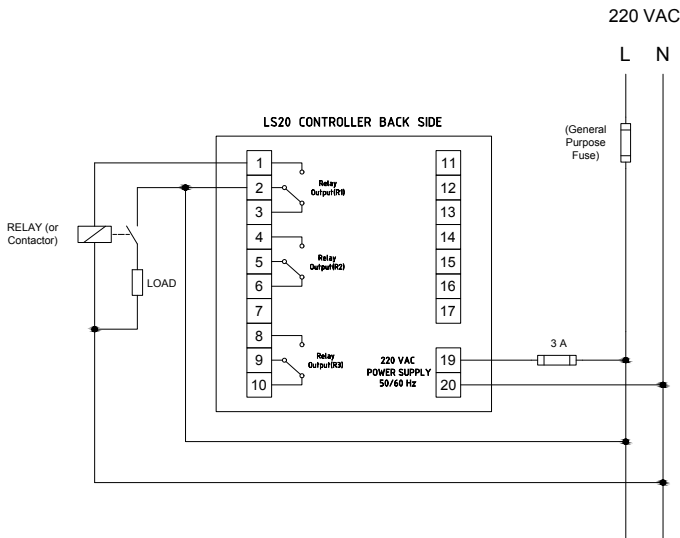 220 VAC
L N
LS20 CONTROLLER BACK SIDE
(General
Purpose
Fuse)
1
2
3
4
5
6
7
8
9
10
Relay
Output(R1)
Relay
Output(R2)
Relay
Output(R3)
11
12
13
14
15
16
17
19
20
220 VAC
POWER SUPPLY
50/60 Hz
3 A
RELAY (or
Contactor)
LOAD